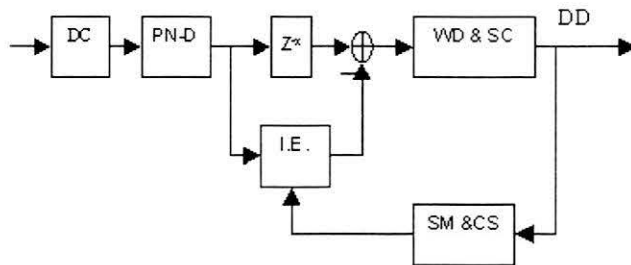 DD
DC
PN-D
Z-x
WD & SC
I.E.
SM &CS